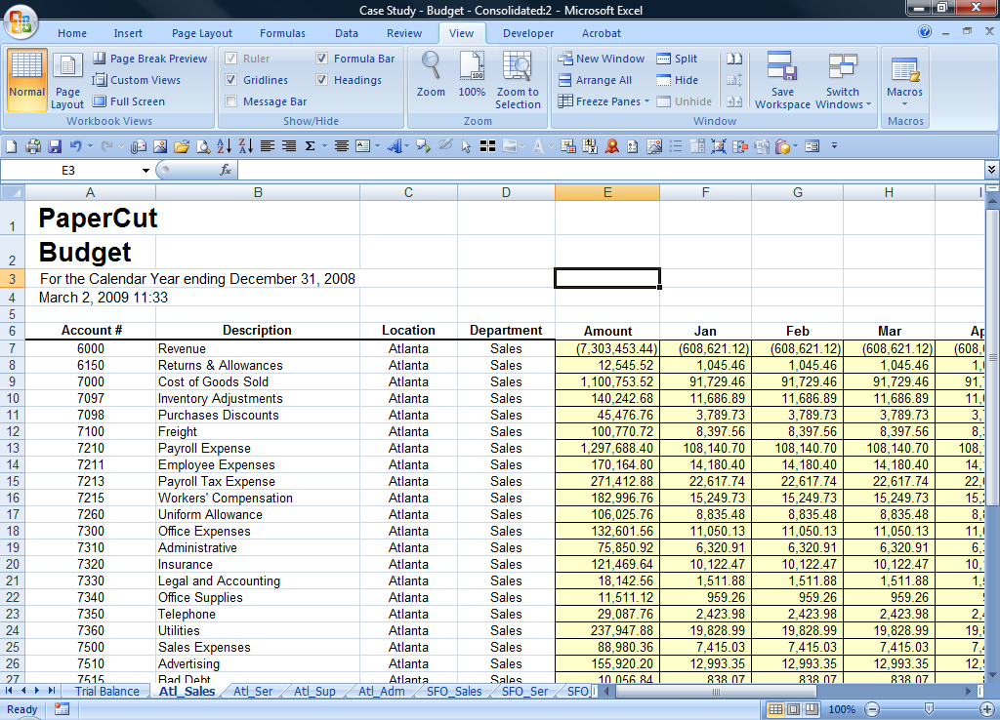 Case Study - Budget - Consolidated:2 - Microsoft Excel
Home Insert Page Layout Formulas Data Review View Developer Acrobat
Normal Page Layout Page Break Preview Custom Views Full Screen
Workbook Views
Ruler Formula Bar
Gridlines Headings
Message Bar
Show/Hide
Zoom 100% Zoom to Selection
Zoom
New Window Split
Arrange All Hide
Freeze Panes Unhide
Save Workspace Switch Windows
Window
Macros
Macros
E3 fx
A B C D E F G H I
1 PaperCut
2 Budget
3 For the Calendar Year ending December 31, 2008
4 March 2, 2009 11:33
5
6 Account # Description Location Department Amount Jan Feb Mar
7 6000 Revenue Atlanta Sales (7,303,453.44) (608,621.12) (608,621.12) (608,621.12) (608,
8 6150 Returns & Allowances Atlanta Sales 12,545.52 1,045.46 1,045.46 1,045.46
9 7000 Cost of Goods Sold Atlanta Sales 1,100,753.52 91,729.46 91,729.46 91,729.46 91,
10 7097 Inventory Adjustments Atlanta Sales 140,242.68 11,686.89 11,686.89 11,686.89 11,
11 7098 Purchases Discounts Atlanta Sales 45,476.76 3,789.73 3,789.73 3,789.73
12 7100 Freight Atlanta Sales 100,770.72 8,397.56 8,397.56 8,397.56
13 7210 Payroll Expense Atlanta Sales 1,297,688.40 108,140.70 108,140.70 108,140.70 108,
14 7211 Employee Expenses Atlanta Sales 170,164.80 14,180.40 14,180.40 14,180.40 14,
15 7213 Payroll Tax Expense Atlanta Sales 271,412.88 22,617.74 22,617.74 22,617.74 22,
16 7215 Workers' Compensation Atlanta Sales 182,996.76 15,249.73 15,249.73 15,249.73 15,
17 7260 Uniform Allowance Atlanta Sales 106,025.76 8,835.48 8,835.48 8,835.48
18 7300 Office Expenses Atlanta Sales 132,601.56 11,050.13 11,050.13 11,050.13 11,
19 7310 Administrative Atlanta Sales 75,850.92 6,320.91 6,320.91 6,320.91
20 7320 Insurance Atlanta Sales 121,469.64 10,122.47 10,122.47 10,122.47 10,
21 7330 Legal and Accounting Atlanta Sales 18,142.56 1,511.88 1,511.88 1,511.88
22 7340 Office Supplies Atlanta Sales 11,511.12 959.26 959.26 959.26
23 7350 Telephone Atlanta Sales 29,087.76 2,423.98 2,423.98 2,423.98
24 7360 Utilities Atlanta Sales 237,947.88 19,828.99 19,828.99 19,828.99 19,
25 7500 Sales Expenses Atlanta Sales 88,980.36 7,415.03 7,415.03 7,415.03
26 7510 Advertising Atlanta Sales 155,920.20 12,993.35 12,993.35 12,993.35 12,
27 7515 Bad Debt Atlanta Sales 10,056.84 838.07 838.07 838.07
Trial Balance Atl_Sales Atl_Ser Atl_Sup Atl_Adm SFO_Sales SFO_Ser SFO
Ready 100%